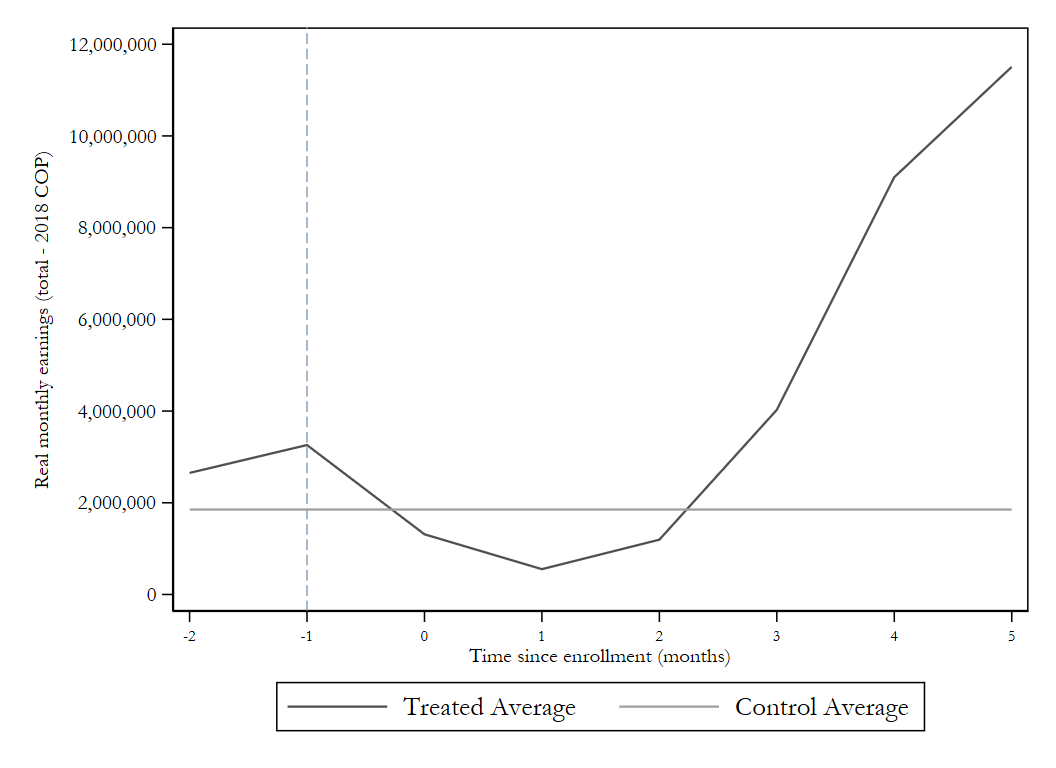 12,000,000
10,000,000
8,000,000
6,000,000
4,000,000
2,000,000
0
Real monthly earnings (total - 2018 COP)
-2 -1 0 1 2 3 4 5
Time since enrollment (months)
Treated Average Control Average